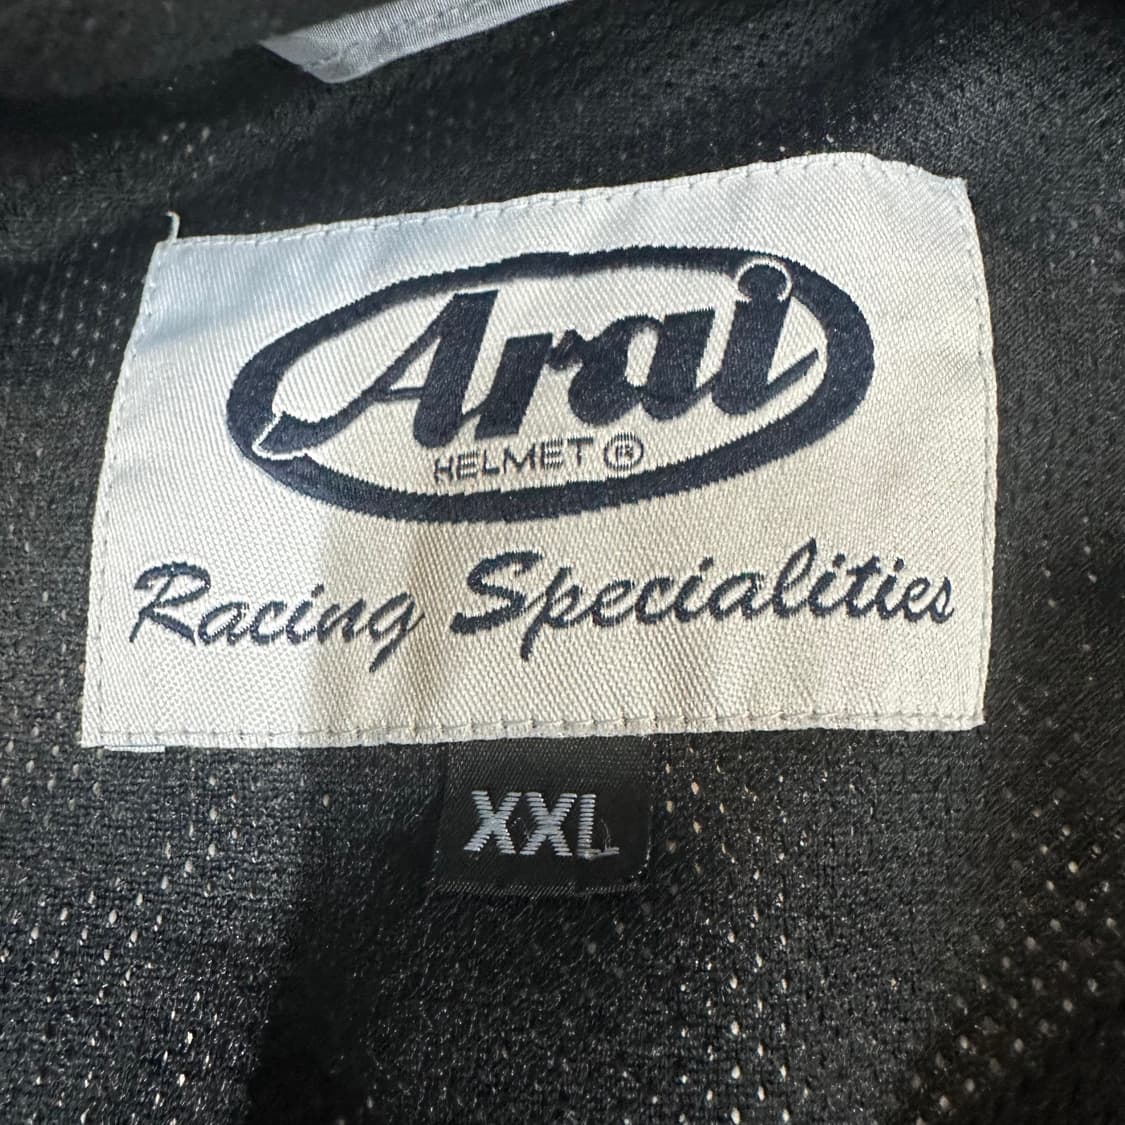 Arai
HELMET ®
Racing Specialities
XXL